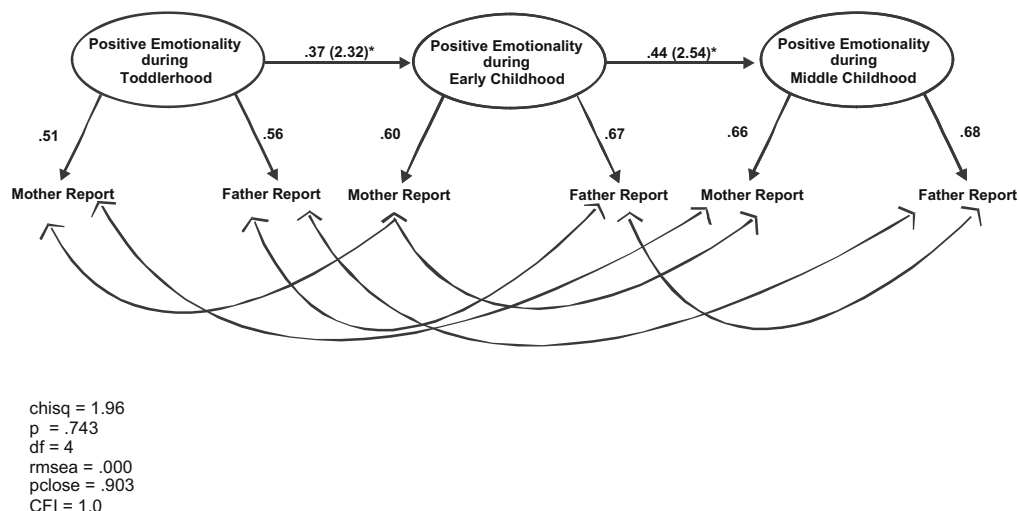 Positive Emotionality
during
Toddlerhood
.37 (2.32)*
Positive Emotionality
during
Early Childhood
.44 (2.54)*
Positive Emotionality
during
Middle Childhood
.51
.56
.60
.67
.66
.68
Mother Report
Father Report
Mother Report
Father Report
Mother Report
Father Report
chisq = 1.96
p = .743
df = 4
rmsea = .000
pclose = .903
CFI = 1.0